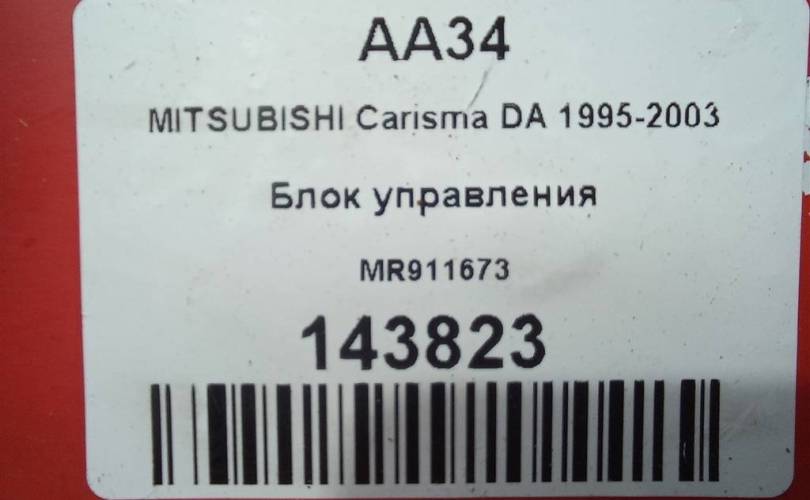 AA34
MITSUBISHI Carisma DA 1995-2003
Блок управления
MR911673
143823